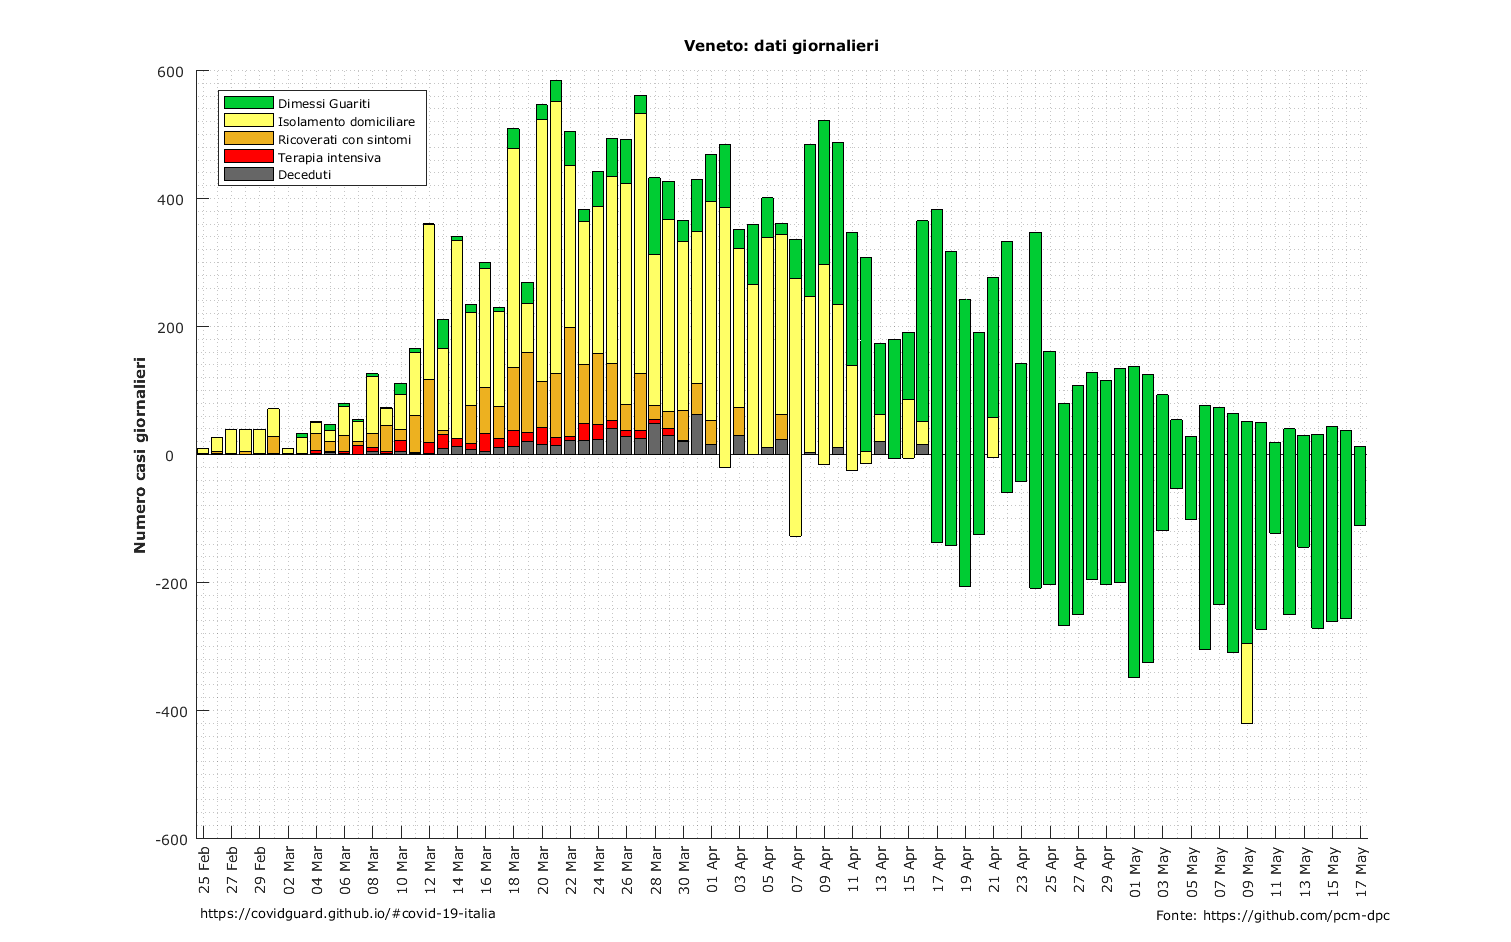 Veneto: dati giornalieri
600
400
200
0
-200
-400
-600
Numero casi giornalieri
Dimessi Guariti
Isolamento domiciliare
Ricoverati con sintomi
Terapia intensiva
Deceduti
25 Feb
27 Feb
29 Feb
02 Mar
04 Mar
06 Mar
08 Mar
10 Mar
12 Mar
14 Mar
16 Mar
18 Mar
20 Mar
22 Mar
24 Mar
26 Mar
28 Mar
30 Mar
01 Apr
03 Apr
05 Apr
07 Apr
09 Apr
11 Apr
13 Apr
15 Apr
17 Apr
19 Apr
21 Apr
23 Apr
25 Apr
27 Apr
29 Apr
01 May
03 May
05 May
07 May
09 May
11 May
13 May
15 May
17 May
https://covidguard.github.io/#covid-19-italia
Fonte: https://github.com/pcm-dpc